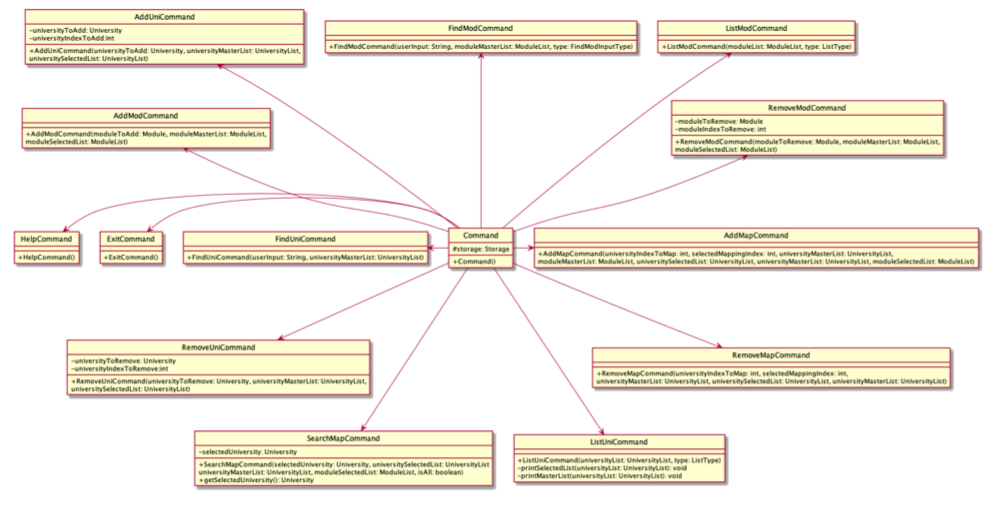 AddUniCommand
-universityToAdd: University
-universityIndexToAdd:int
+AddUniCommand(universityToAdd: University, universityMasterList: UniversityList,
universitySelectedList: UniversityList)
FindModCommand
+FindModCommand(userInput: String, moduleMasterList: ModuleList, type: FindModInputType)
ListModCommand
+ListModCommand(moduleList: ModuleList, type: ListType)
AddModCommand
+AddModCommand(moduleToAdd: Module, moduleMasterList: ModuleList,
moduleSelectedList: ModuleList)
RemoveModCommand
-moduleToRemove: Module
-moduleIndexToRemove: int
+RemoveModCommand(moduleToRemove: Module, moduleMasterList: ModuleList,
moduleSelectedList: ModuleList)
HelpCommand
+HelpCommand()
ExitCommand
+ExitCommand()
FindUniCommand
+FindUniCommand(userInput: String, universityMasterList: UniversityList)
Command
#storage: Storage
+Command()
AddMapCommand
+AddMapCommand(universityIndexToMap: int, selectedMappingIndex: int, universityMasterList: UniversityList,
moduleMasterList: ModuleList, universitySelectedList: UniversityList, universityMasterList: UniversityList, moduleSelectedList: ModuleList)
RemoveUniCommand
-universityToRemove: University
-universityIndexToRemove:int
+RemoveUniCommand(universityToRemove: University, universityMasterList: UniversityList,
universitySelectedList: UniversityList)
RemoveMapCommand
+RemoveMapCommand(universityIndexToMap: int, selectedMappingIndex: int,
universityMasterList: UniversityList, universitySelectedList: UniversityList, universityMasterList: UniversityList)
SearchMapCommand
-selectedUniversity: University
+SearchMapCommand(selectedUniversity: University, universitySelectedList: UniversityList
universityMasterList: UniversityList, moduleSelectedList: ModuleList, isAll: boolean)
+getSelectedUniversity(): University
ListUniCommand
+ListUniCommand(universityList: UniversityList, type: ListType)
-printSelectedList(universityList: UniversityList): void
-printMasterList(universityList: UniversityList): void